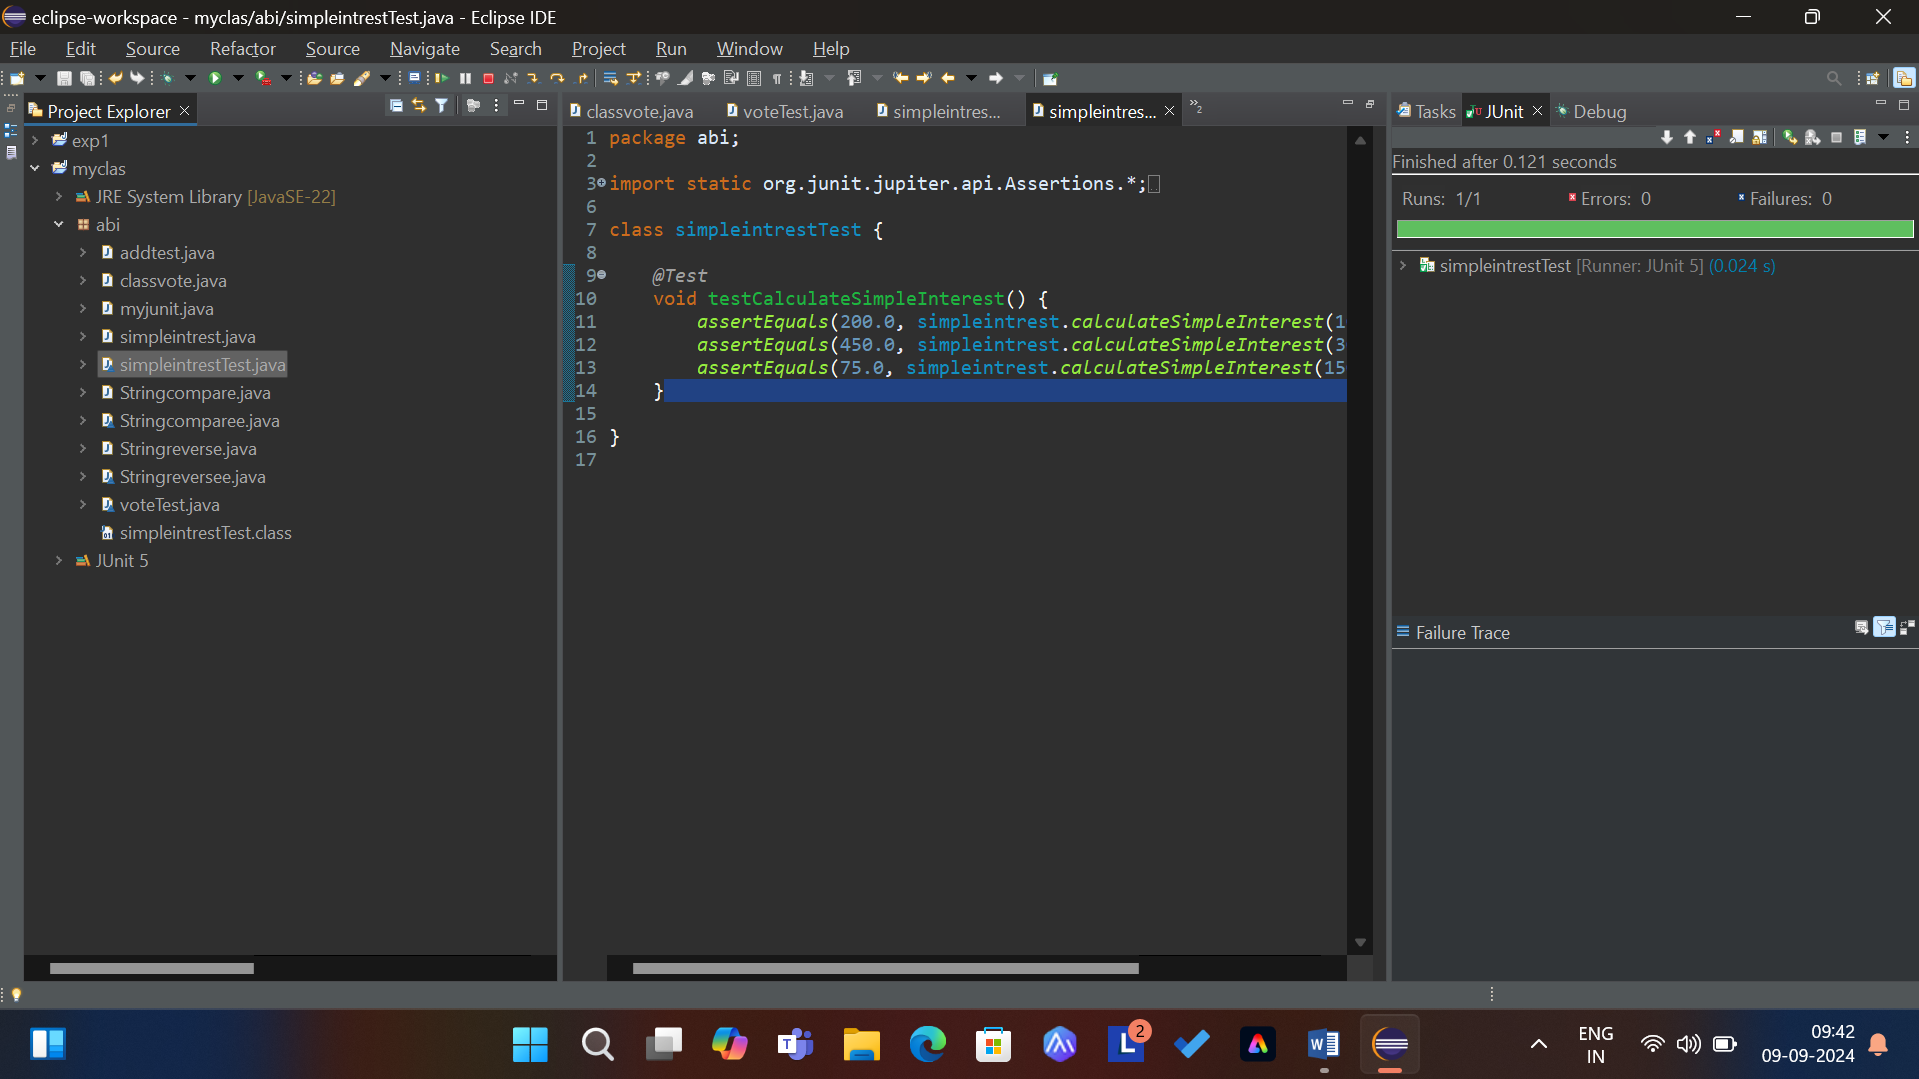 eclipse-workspace - myclas/abi/simpleintrestTest.java - Eclipse IDE
File Edit Source Refactor Source Navigate Search Project Run Window Help
Project Explorer
exp1
myclas
JRE System Library [JavaSE-22]
abi
addtest.java
classvote.java
myjunit.java
simpleintrest.java
simpleintrestTest.java
Stringcompare.java
Stringcomparee.java
Stringreverse.java
Stringreversee.java
voteTest.java
simpleintrestTest.class
JUnit 5
classvote.java voteTest.java simpleintres... simpleintres... »2
1 package abi;
2
3 import static org.junit.jupiter.api.Assertions.*;
6
7 class simpleintrestTest {
8
9 @Test
10 void testCalculateSimpleInterest() {
11 assertEquals(200.0, simpleintrest.calculateSimpleInterest(1
12 assertEquals(450.0, simpleintrest.calculateSimpleInterest(3
13 assertEquals(75.0, simpleintrest.calculateSimpleInterest(15
14 }
15
16 }
17
Tasks JUnit Debug
Finished after 0.121 seconds
Runs: 1/1 Errors: 0 Failures: 0
simpleintrestTest [Runner: JUnit 5] (0.024 s)
Failure Trace
2
ENG
IN
09:42
09-09-2024